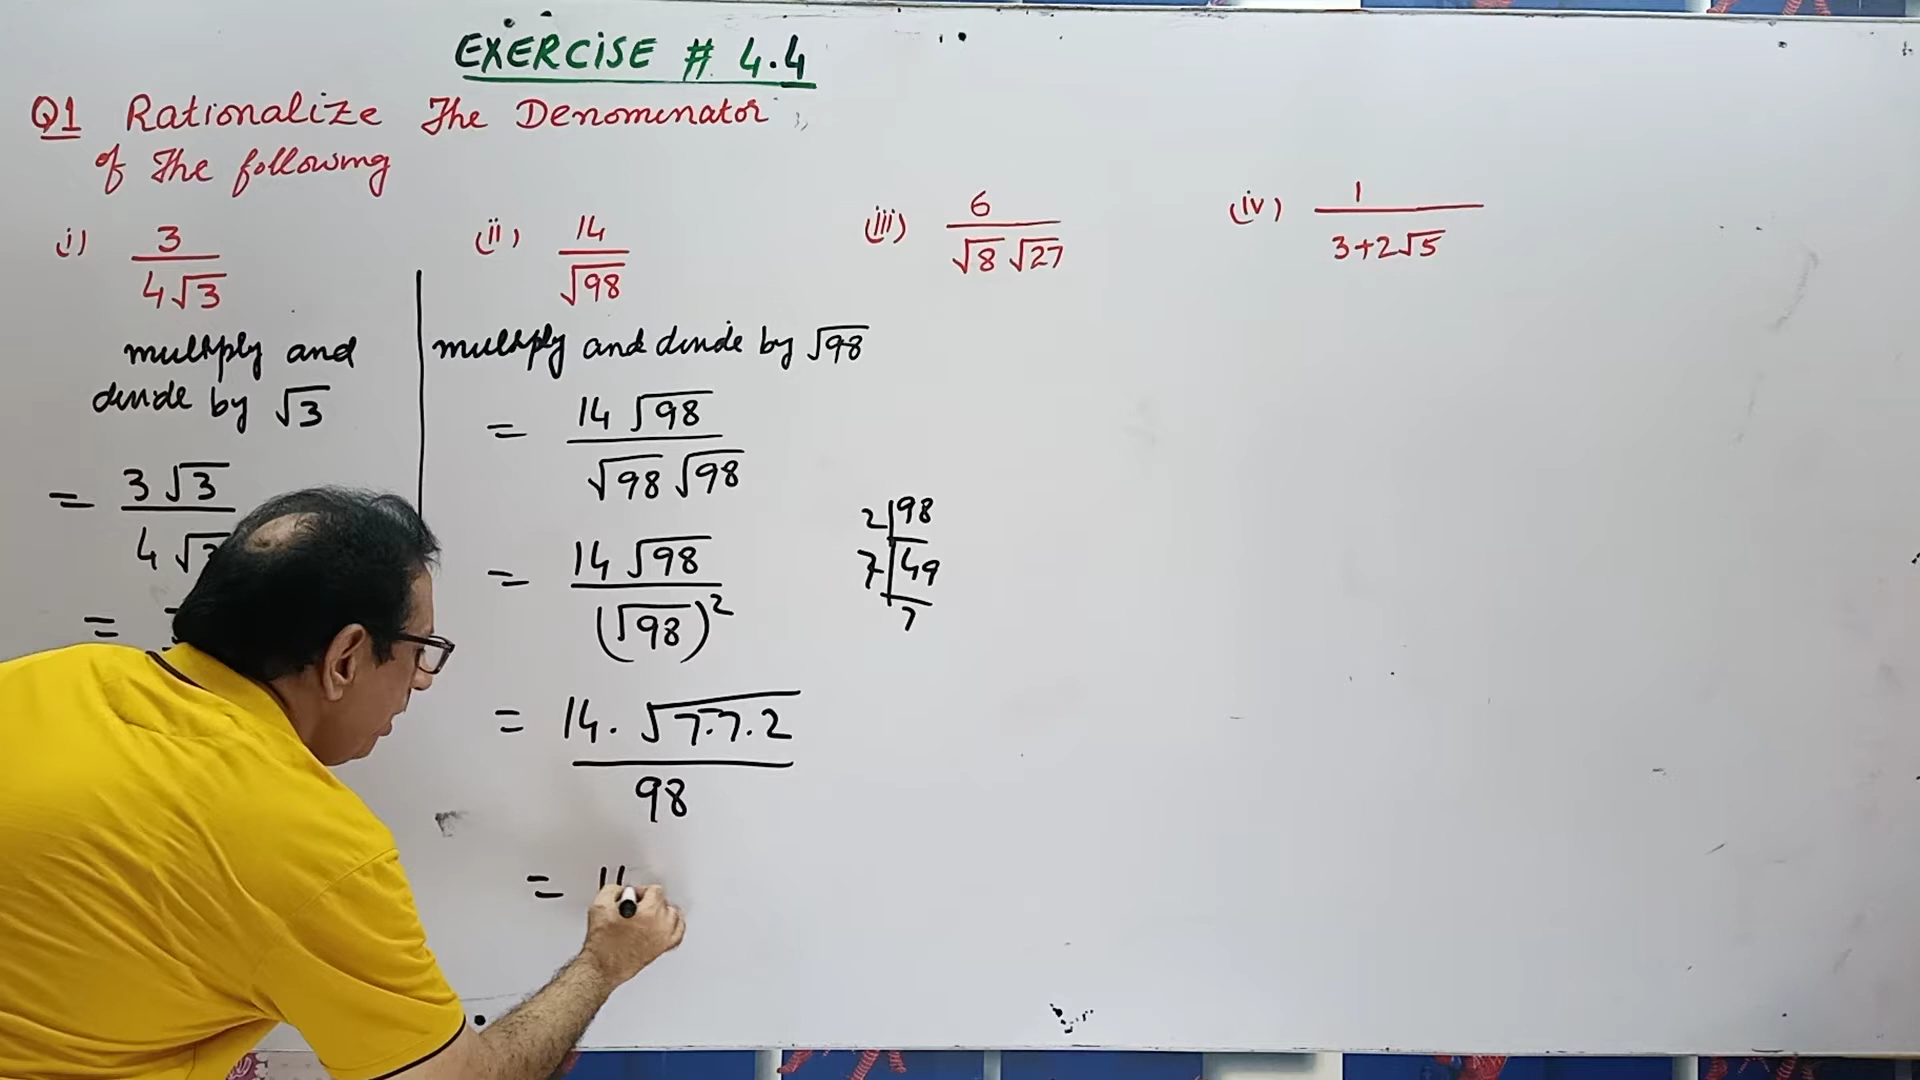 EXERCISE # 4.4
Q1 Rationalize The Denominator
of The following
(i) 3/(4√3)
(ii) 14/√98
(iii) 6/(√8 √27)
(iv) 1/(3+2√5)
multiply and
divide by √3
= 3√3
4√3
=
multiply and divide by √98
= 14√98/(√98 √98)
= 14√98/(√98)²
= 14.√7.7.2/98
=
2|98
7|49
7